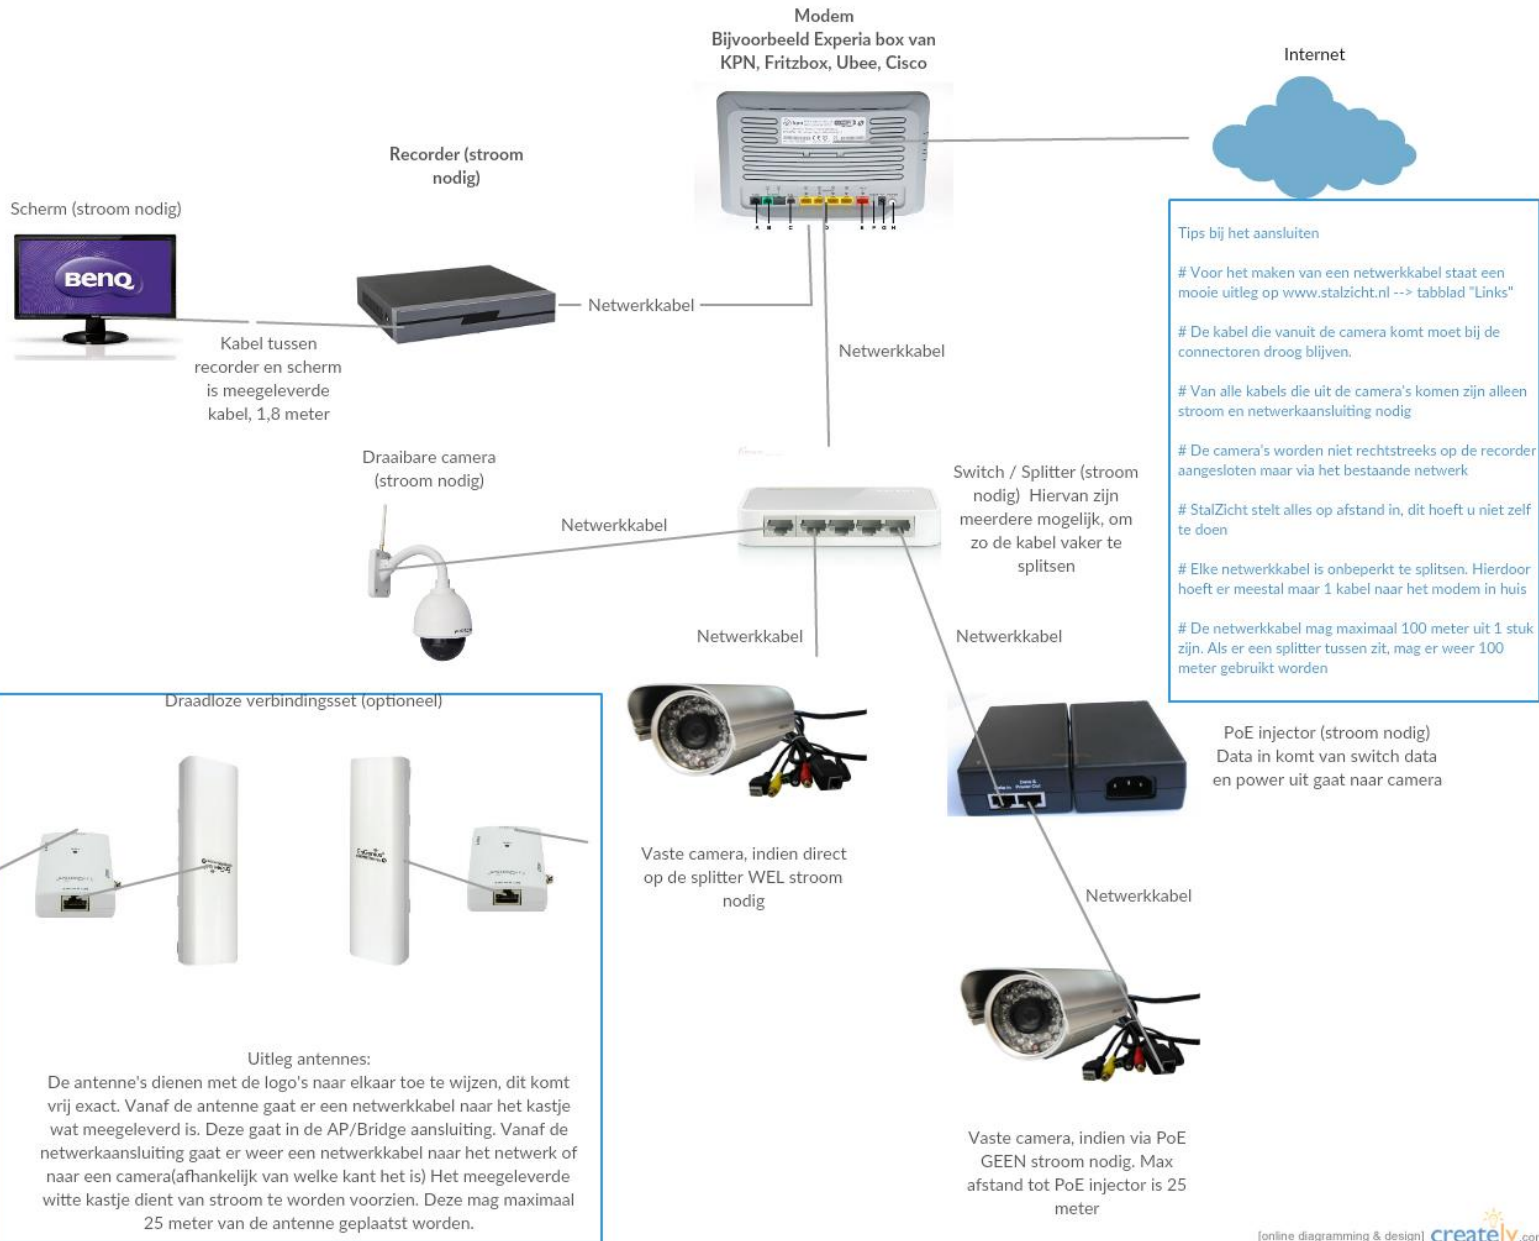 Modem
Bijvoorbeeld Experia box van
KPN, Fritzbox, Ubee, Cisco
Internet
Recorder (stroom
nodig)
Scherm (stroom nodig)
BenQ
Netwerkkabel
Kabel tussen
recorder en scherm
is meegeleverde
kabel, 1,8 meter
Netwerkkabel
Tips bij het aansluiten
# Voor het maken van een netwerkkabel staat een
mooie uitleg op www.stalzicht.nl --> tabblad "Links"
# De kabel die vanuit de camera komt moet bij de
connectoren droog blijven.
# Van alle kabels die uit de camera's komen zijn alleen
stroom en netwerkaansluiting nodig
# De camera's worden niet rechtstreeks op de recorder
aangesloten maar via het bestaande netwerk
# StalZicht stelt alles op afstand in, dit hoeft u niet zelf
te doen
# Elke netwerkkabel is onbeperkt te splitsen. Hierdoor
hoeft er meestal maar 1 kabel naar het modem in huis
# De netwerkkabel mag maximaal 100 meter uit 1 stuk
zijn. Als er een splitter tussen zit, mag er weer 100
meter gebruikt worden
Draaibare camera
(stroom nodig)
Netwerkkabel
Switch / Splitter (stroom
nodig) Hiervan zijn
meerdere mogelijk, om
zo de kabel vaker te
splitsen
Netwerkkabel
Netwerkkabel
Draadloze verbindingsset (optioneel)
Data in
Data &
Power Out
PoE injector (stroom nodig)
Data in komt van switch data
en power uit gaat naar camera
Vaste camera, indien direct
op de splitter WEL stroom
nodig
Netwerkkabel
Uitleg antennes:
De antenne's dienen met de logo's naar elkaar toe te wijzen, dit komt
vrij exact. Vanaf de antenne gaat er een netwerkkabel naar het kastje
wat meegeleverd is. Deze gaat in de AP/Bridge aansluiting. Vanaf de
netwerkaansluiting gaat er weer een netwerkkabel naar het netwerk of
naar een camera(afhankelijk van welke kant het is) Het meegeleverde
witte kastje dient van stroom te worden voorzien. Deze mag maximaal
25 meter van de antenne geplaatst worden.
Vaste camera, indien via PoE
GEEN stroom nodig. Max
afstand tot PoE injector is 25
meter
[online diagramming & design] creately.com